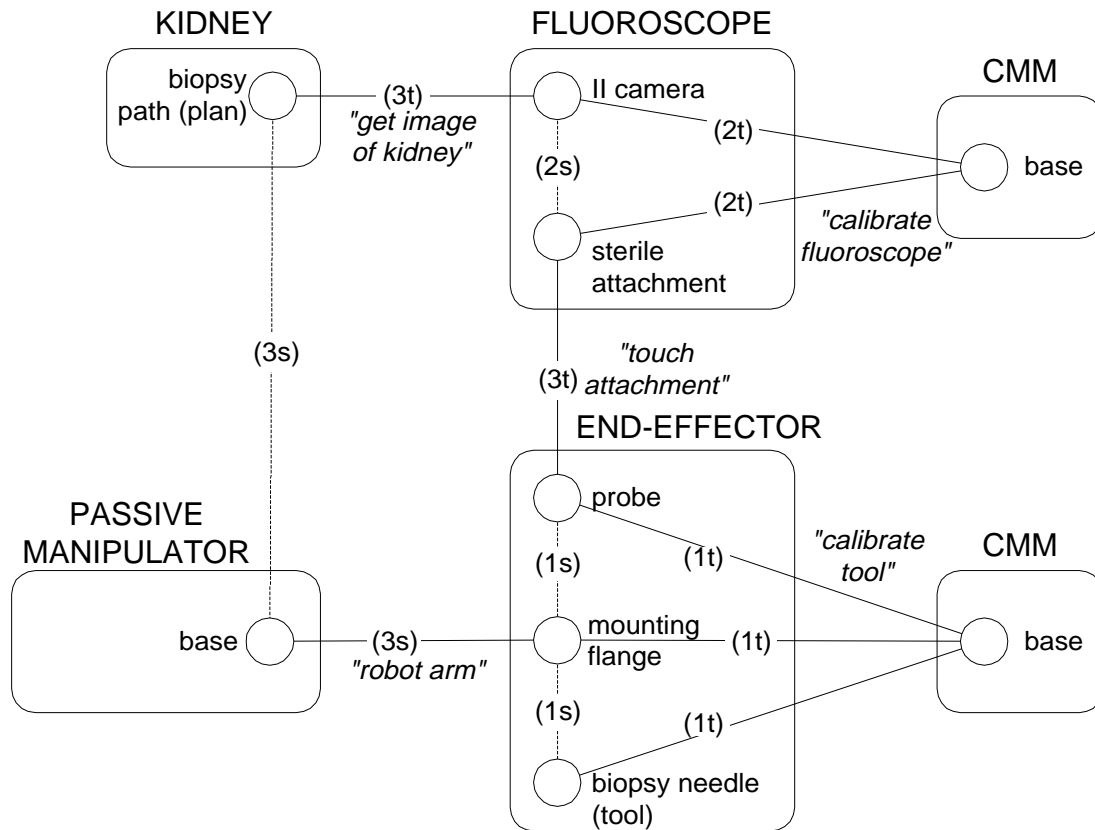 KIDNEY
biopsy
path (plan)
(3t)
"get image
of kidney"
FLUOROSCOPE
II camera
(2s)
sterile
attachment
(2t)
(2t)
CMM
base
"calibrate
fluoroscope"
(3s)
(3t)
"touch
attachment"
PASSIVE
MANIPULATOR
base
(3s)
"robot arm"
END-EFFECTOR
probe
(1s)
mounting
flange
(1s)
biopsy needle
(tool)
(1t)
(1t)
(1t)
"calibrate
tool"
CMM
base